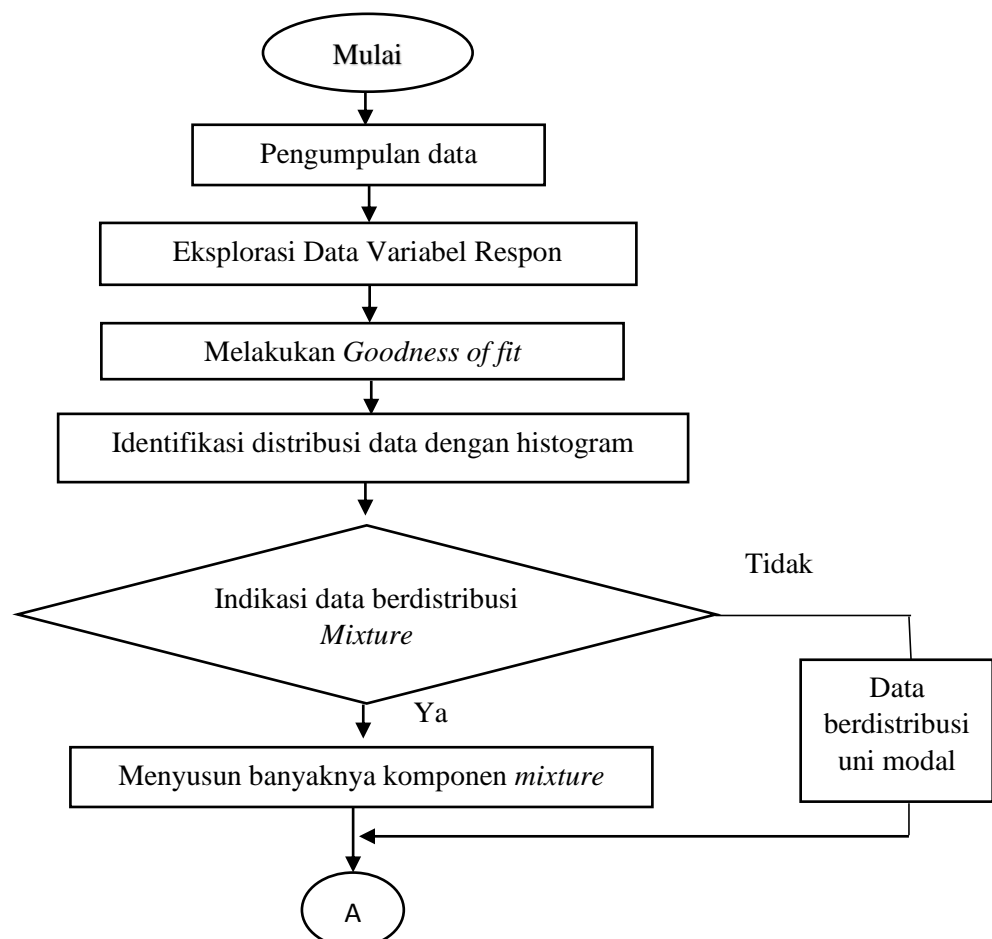 Mulai
Pengumpulan data
Eksplorasi Data Variabel Respon
Melakukan Goodness of fit
Identifikasi distribusi data dengan histogram
Indikasi data berdistribusi
Mixture
Tidak
Data
berdistribusi
uni modal
Ya
Menyusun banyaknya komponen mixture
A